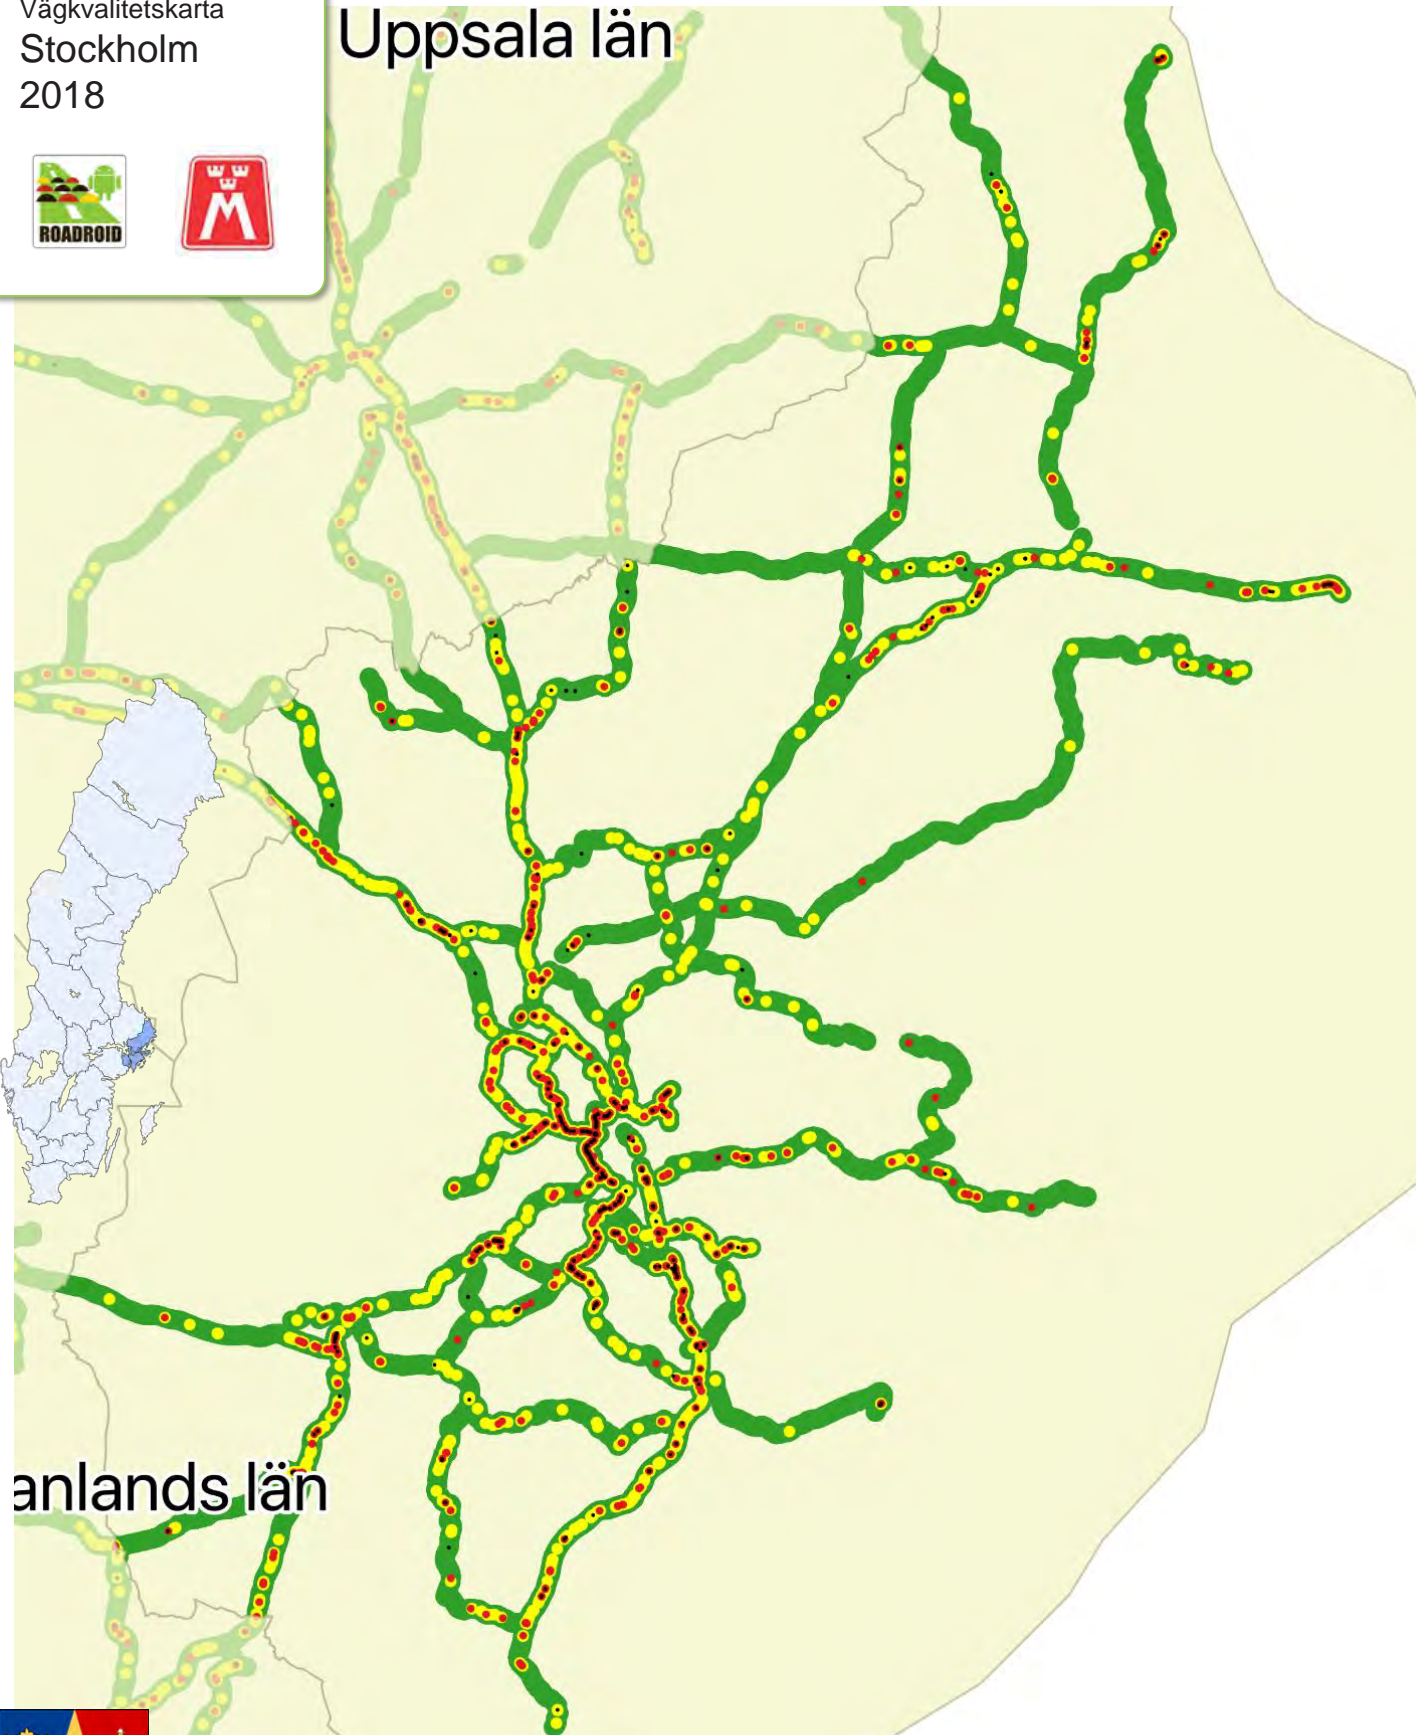 Vägkvalitetskarta
Stockholm
2018
ROADROID
M
Uppsala län
anlands län